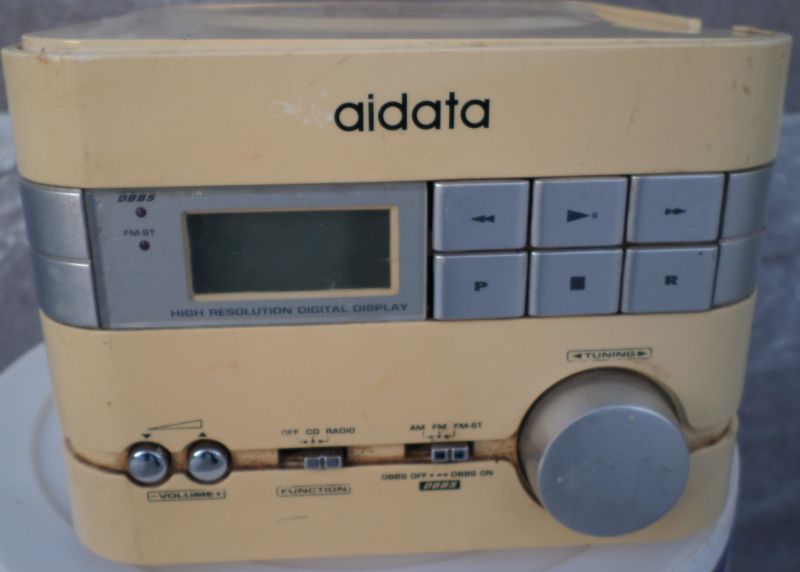 aidata
DBBS
FM-ST
HIGH RESOLUTION DIGITAL DISPLAY
P
R
◄TUNING►
OFF CD RADIO
AM FM FM-ST
DBBS OFF DBBS ON
-VOLUME+
FUNCTION
DBBS